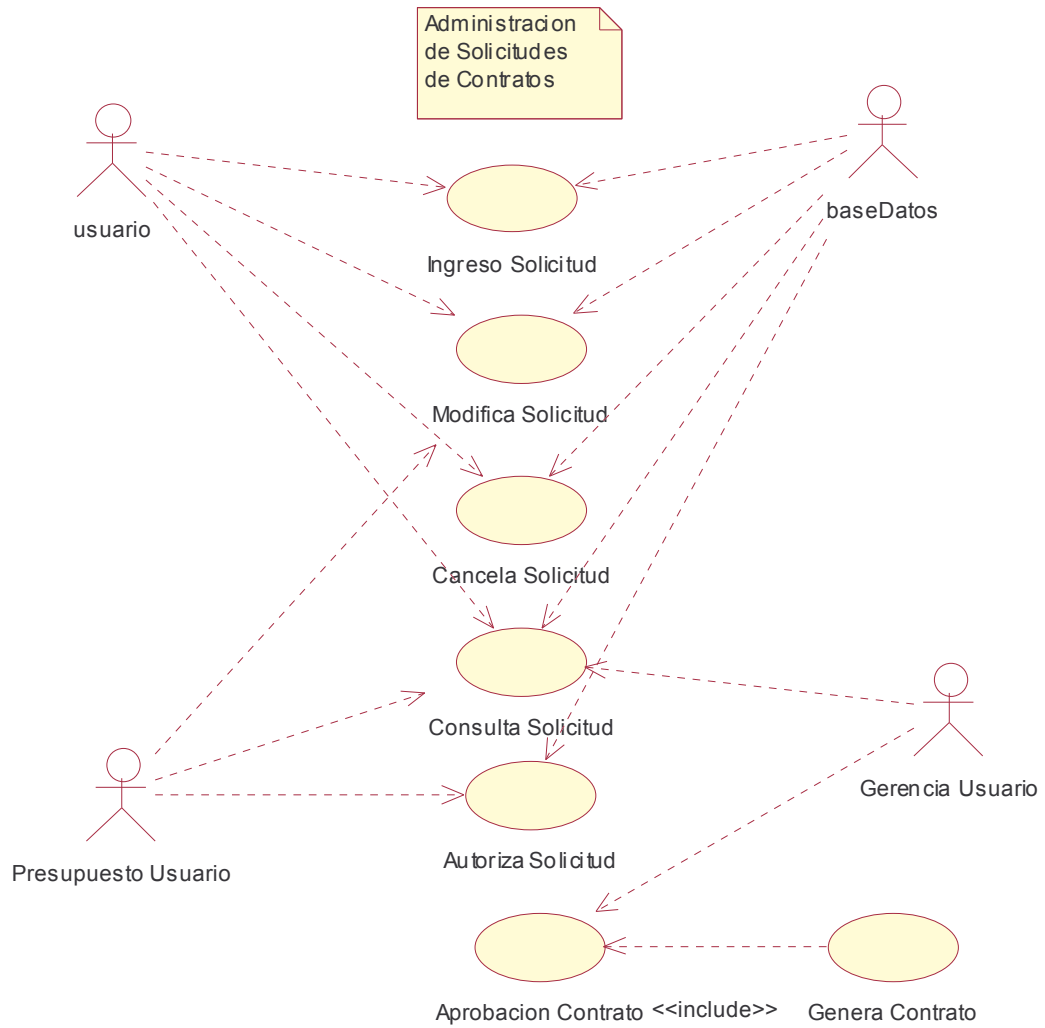 Administracion
de Solicitudes
de Contratos
usuario
baseDatos
Ingreso Solicitud
Modifica Solicitud
Cancela Solicitud
Consulta Solicitud
Gerencia Usuario
Autoriza Solicitud
Presupuesto Usuario
Aprobacion Contrato <<include>> Genera Contrato